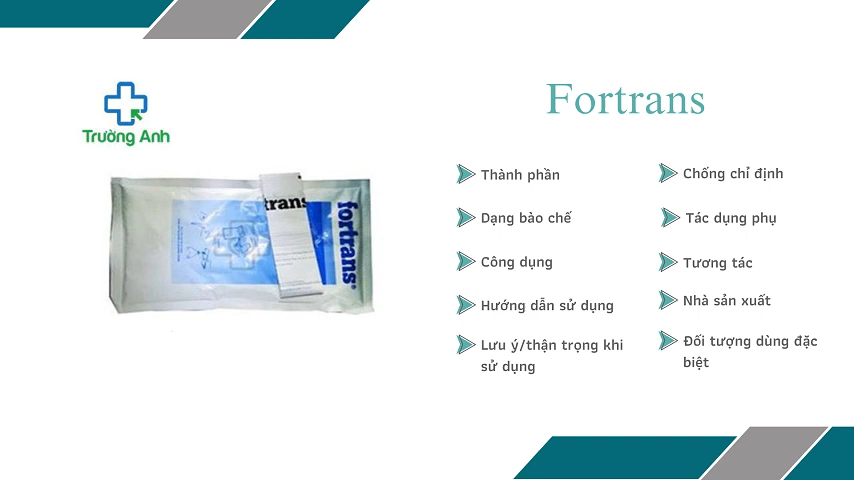 Trường Anh
Fortrans
trans
fortrans®
Thành phần
Dạng bào chế
Công dụng
Hướng dẫn sử dụng
Lưu ý/thận trọng khi
sử dụng
Chống chỉ định
Tác dụng phụ
Tương tác
Nhà sản xuất
Đối tượng dùng đặc
biệt